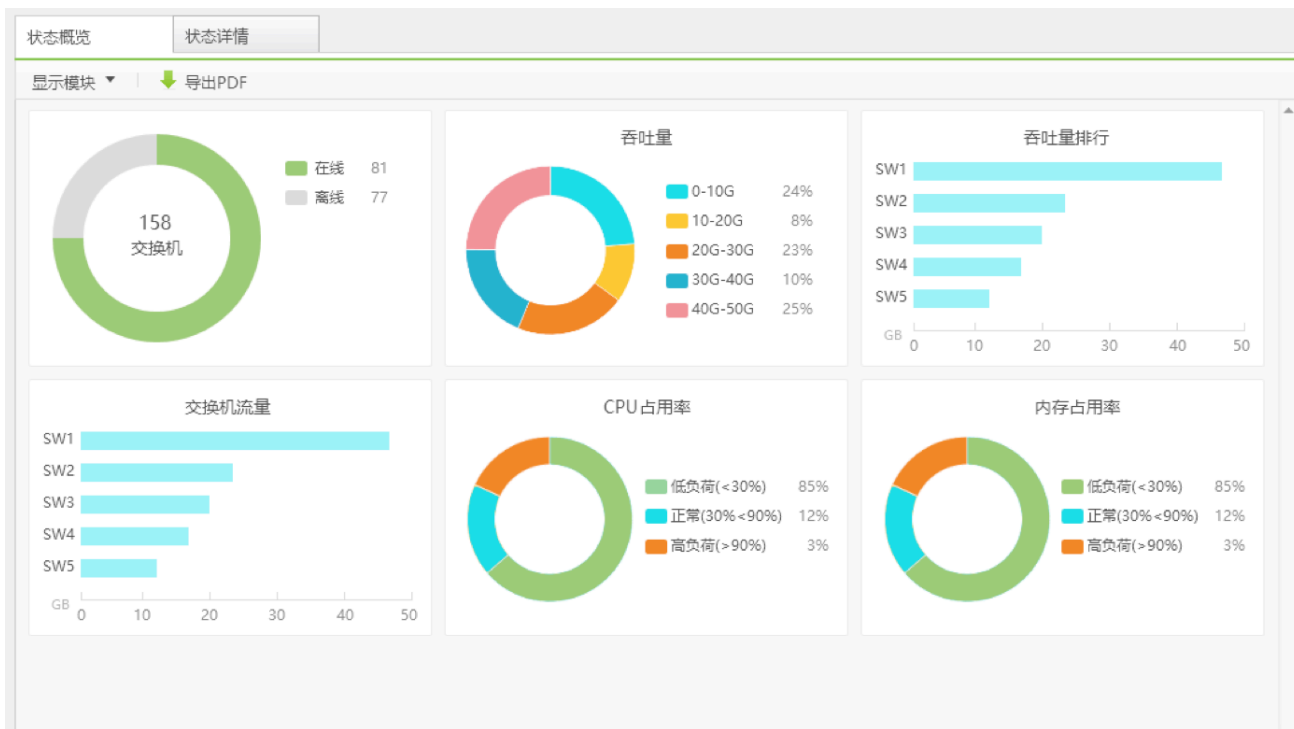 状态概览 状态详情
显示模块 导出PDF
158
交换机
在线 81
离线 77
吞吐量
0-10G 24%
10-20G 8%
20G-30G 23%
30G-40G 10%
40G-50G 25%
吞吐量排行
SW1
SW2
SW3
SW4
SW5
GB
0 10 20 30 40 50
交换机流量
SW1
SW2
SW3
SW4
SW5
GB
0 10 20 30 40 50
CPU占用率
低负荷(<30%) 85%
正常(30%<90%) 12%
高负荷(>90%) 3%
内存占用率
低负荷(<30%) 85%
正常(30%<90%) 12%
高负荷(>90%) 3%